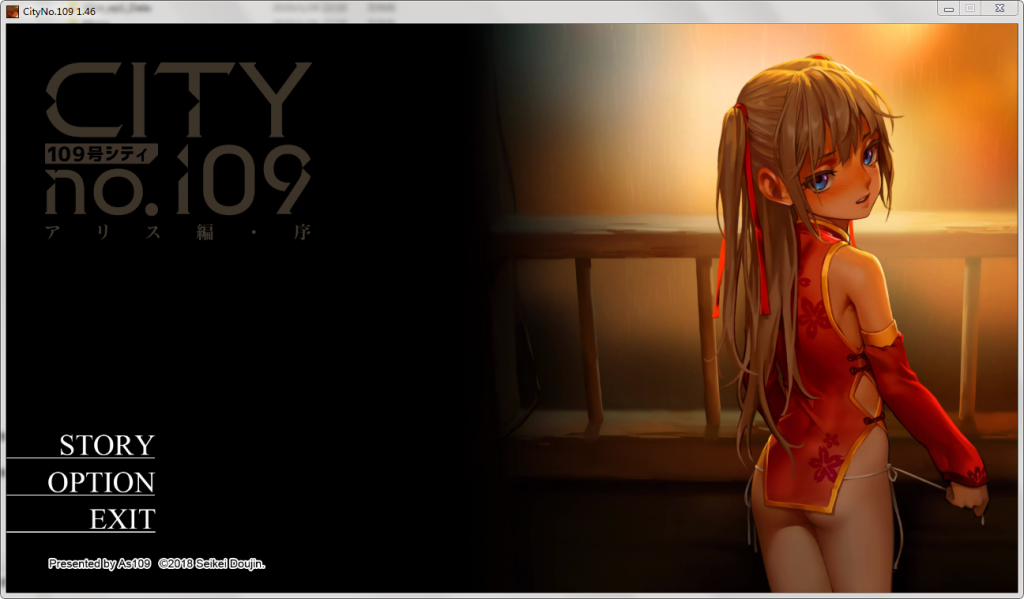 CityNo.109 1.46
CITY
109号シティ
no.109
アリス編・序
STORY
OPTION
EXIT
Presented by As109 ©2018 Seikei Doujin.